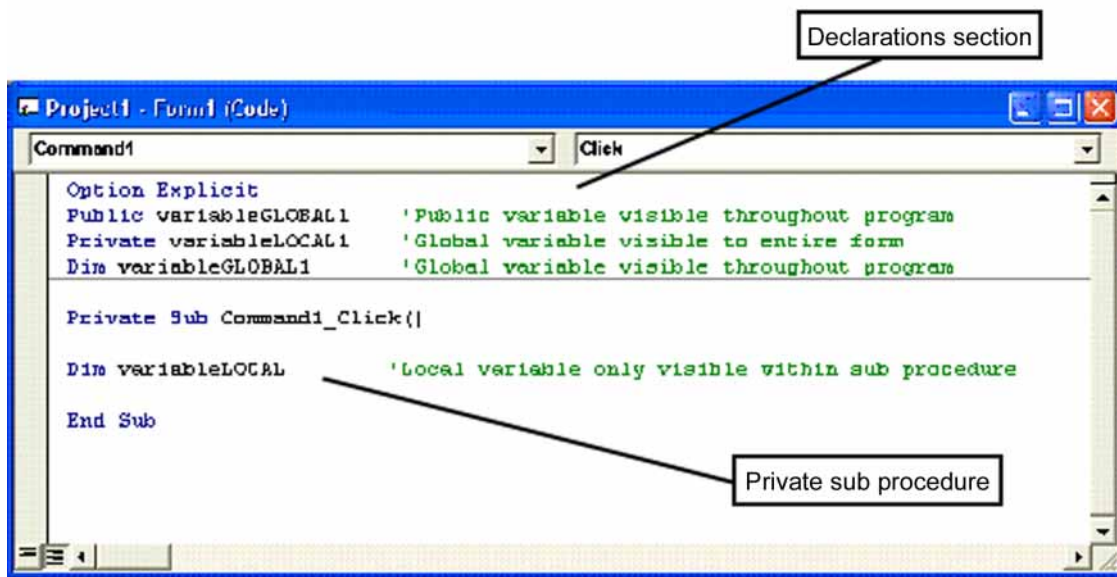 Declarations section
Project1 - Form1 (Code)
Command1 Click
Option Explicit
Public variableGLOBAL1 'Public variable visible throughout program
Private variableLOCAL1 'Global variable visible to entire form
Dim variableGLOBAL1 'Global variable visible throughout program
Private Sub Command1_Click()
Dim variableLOCAL 'Local variable only visible within sub procedure
End Sub
Private sub procedure